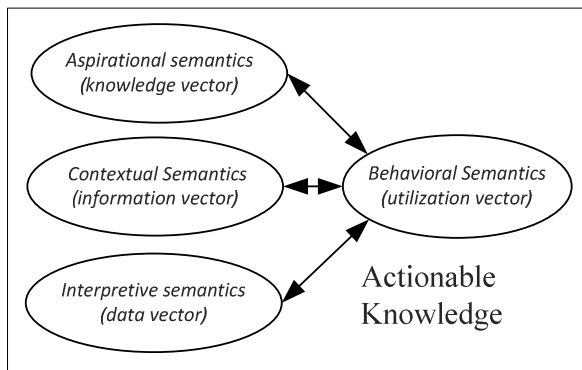 Aspirational semantics
(knowledge vector)
Contextual Semantics
(information vector)
Behavioral Semantics
(utilization vector)
Interpretive semantics
(data vector)
Actionable
Knowledge